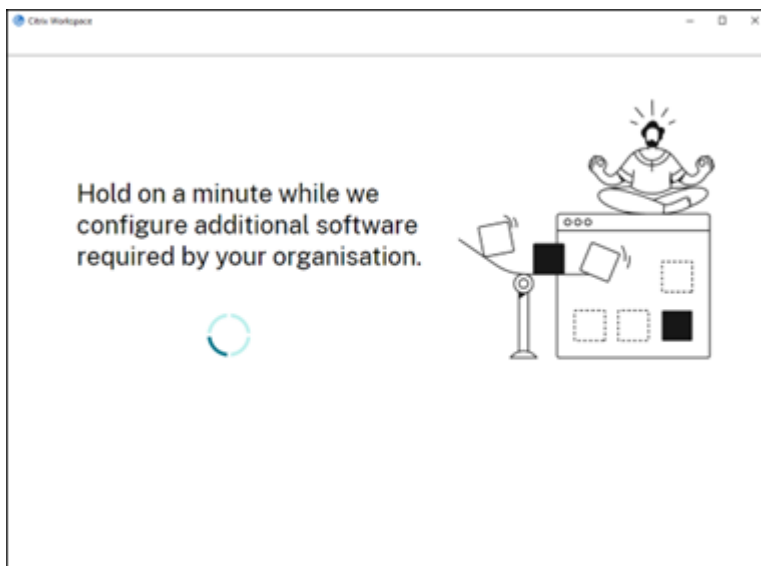 Citrix Workspace
Hold on a minute while we
configure additional software
required by your organisation.